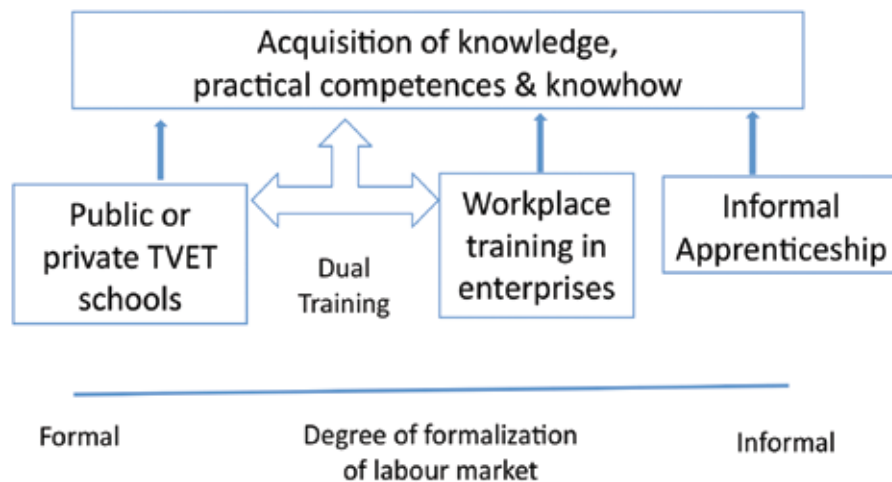 Acquisition of knowledge,
practical competences & knowhow
Public or
private TVET
schools
Dual
Training
Workplace
training in
enterprises
Informal
Apprenticeship
Formal
Degree of formalization
of labour market
Informal